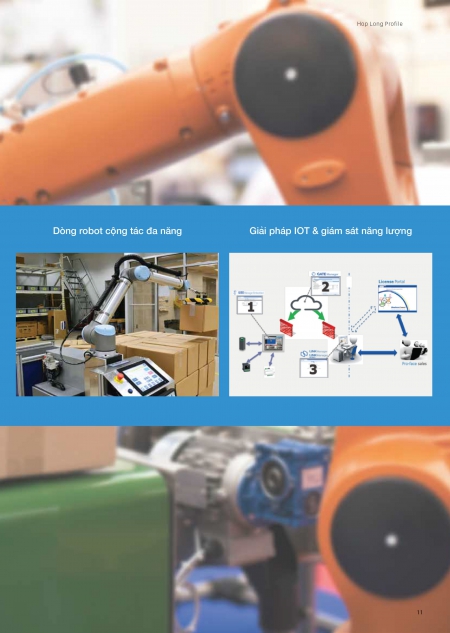 Hop Long Profile
Dòng robot cộng tác đa năng
Giải pháp IOT & giám sát năng lượng
2
License Portal
1
3
11